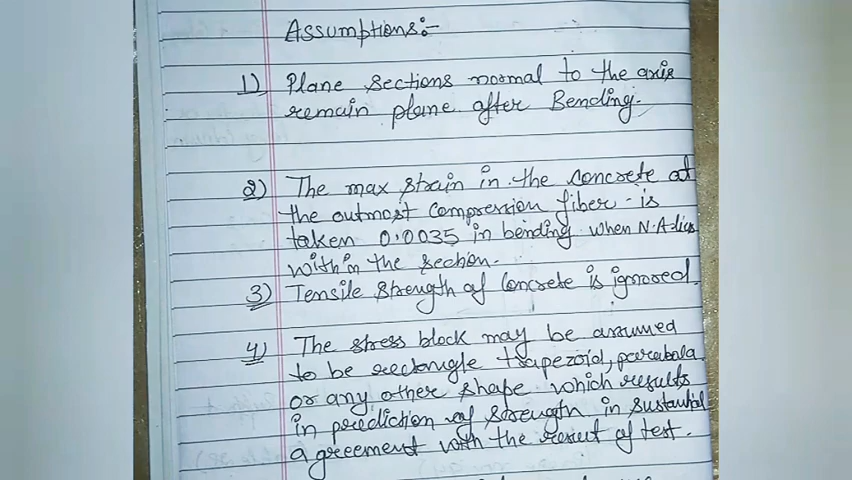 Assumptions:-
1) Plane sections normal to the axis
remain plane after Bending.
2) The max strain in the concrete at
the outmost compression fiber is
taken 0.0035 in bending when N.A lies
within the section.
3) Tensile strength of concrete is ignored.
4) The stress block may be assumed
to be rectangle trapezoid, parabola
or any other shape which results
in prediction of strength in sustantial
agreement with the result of test.